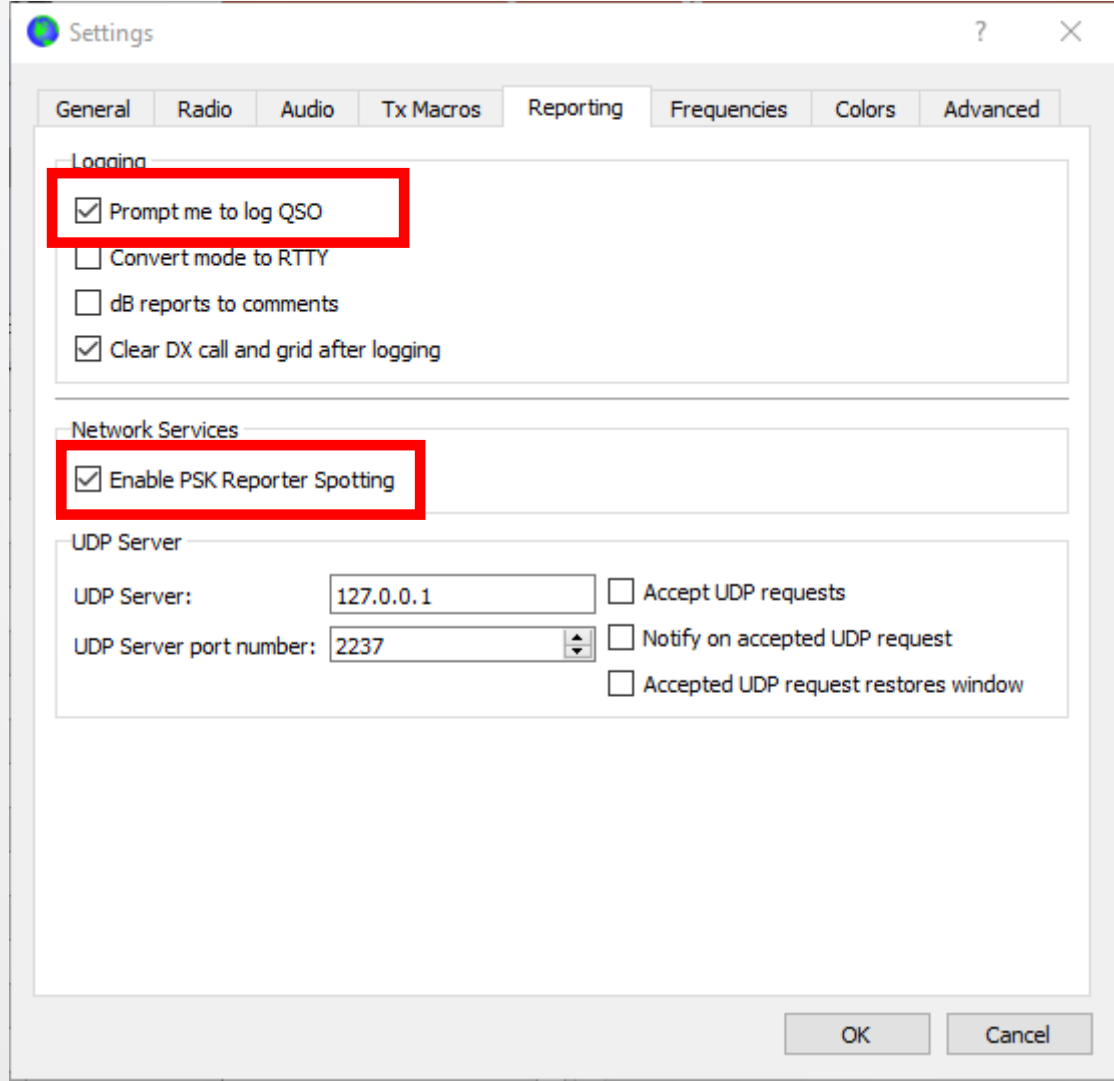 Settings
?
General Radio Audio Tx Macros Reporting Frequencies Colors Advanced
Logging
Prompt me to log QSO
Convert mode to RTTY
dB reports to comments
Clear DX call and grid after logging
Network Services
Enable PSK Reporter Spotting
UDP Server
UDP Server: 127.0.0.1 Accept UDP requests
UDP Server port number: 2237 Notify on accepted UDP request
Accepted UDP request restores window
OK Cancel